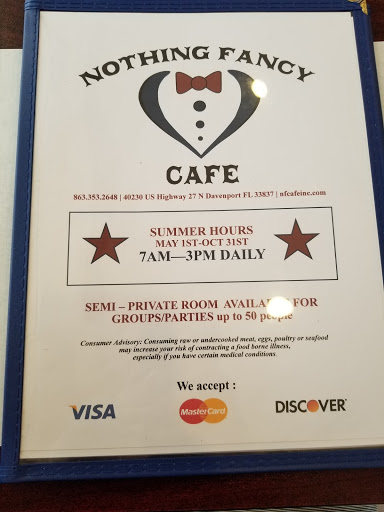 NOTHING FANCY
CAFE
863.353.2648 | 40230 US Highway 27 N Davenport FL 33837 | nfcafeinc.com
SUMMER HOURS
MAY 1ST-OCT 31ST
7AM—3PM DAILY
SEMI – PRIVATE ROOM AVAILABLE FOR
GROUPS/PARTIES up to 50 people
Consumer Advisory: Consuming raw or undercooked meat, eggs, poultry or seafood
may increase your risk of contracting a food borne illness,
especially if you have certain medical conditions.
We accept :
VISA MasterCard DISCOVER